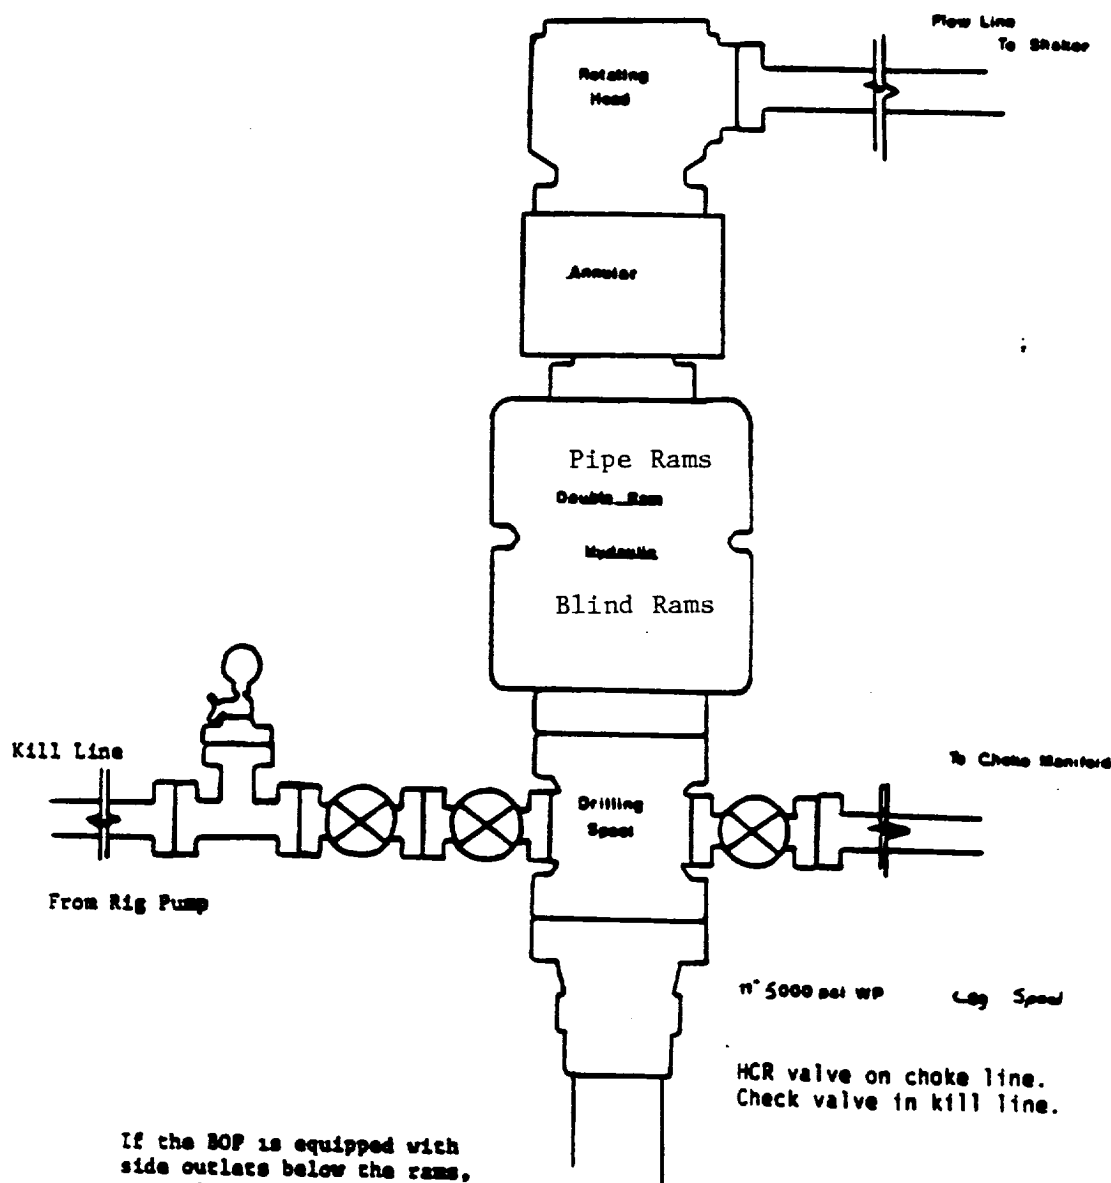 Flow Line
To Shaker
Rotating
Head
Annular
Pipe Rams
Double Ram
Hydraulic
Blind Rams
Kill Line
To Choke Manifold
Drilling
Spool
From Rig Pump
11" 5000 psi WP Csg Spool
HCR valve on choke line.
Check valve in kill line.
If the BOP is equipped with
side outlets below the rams,